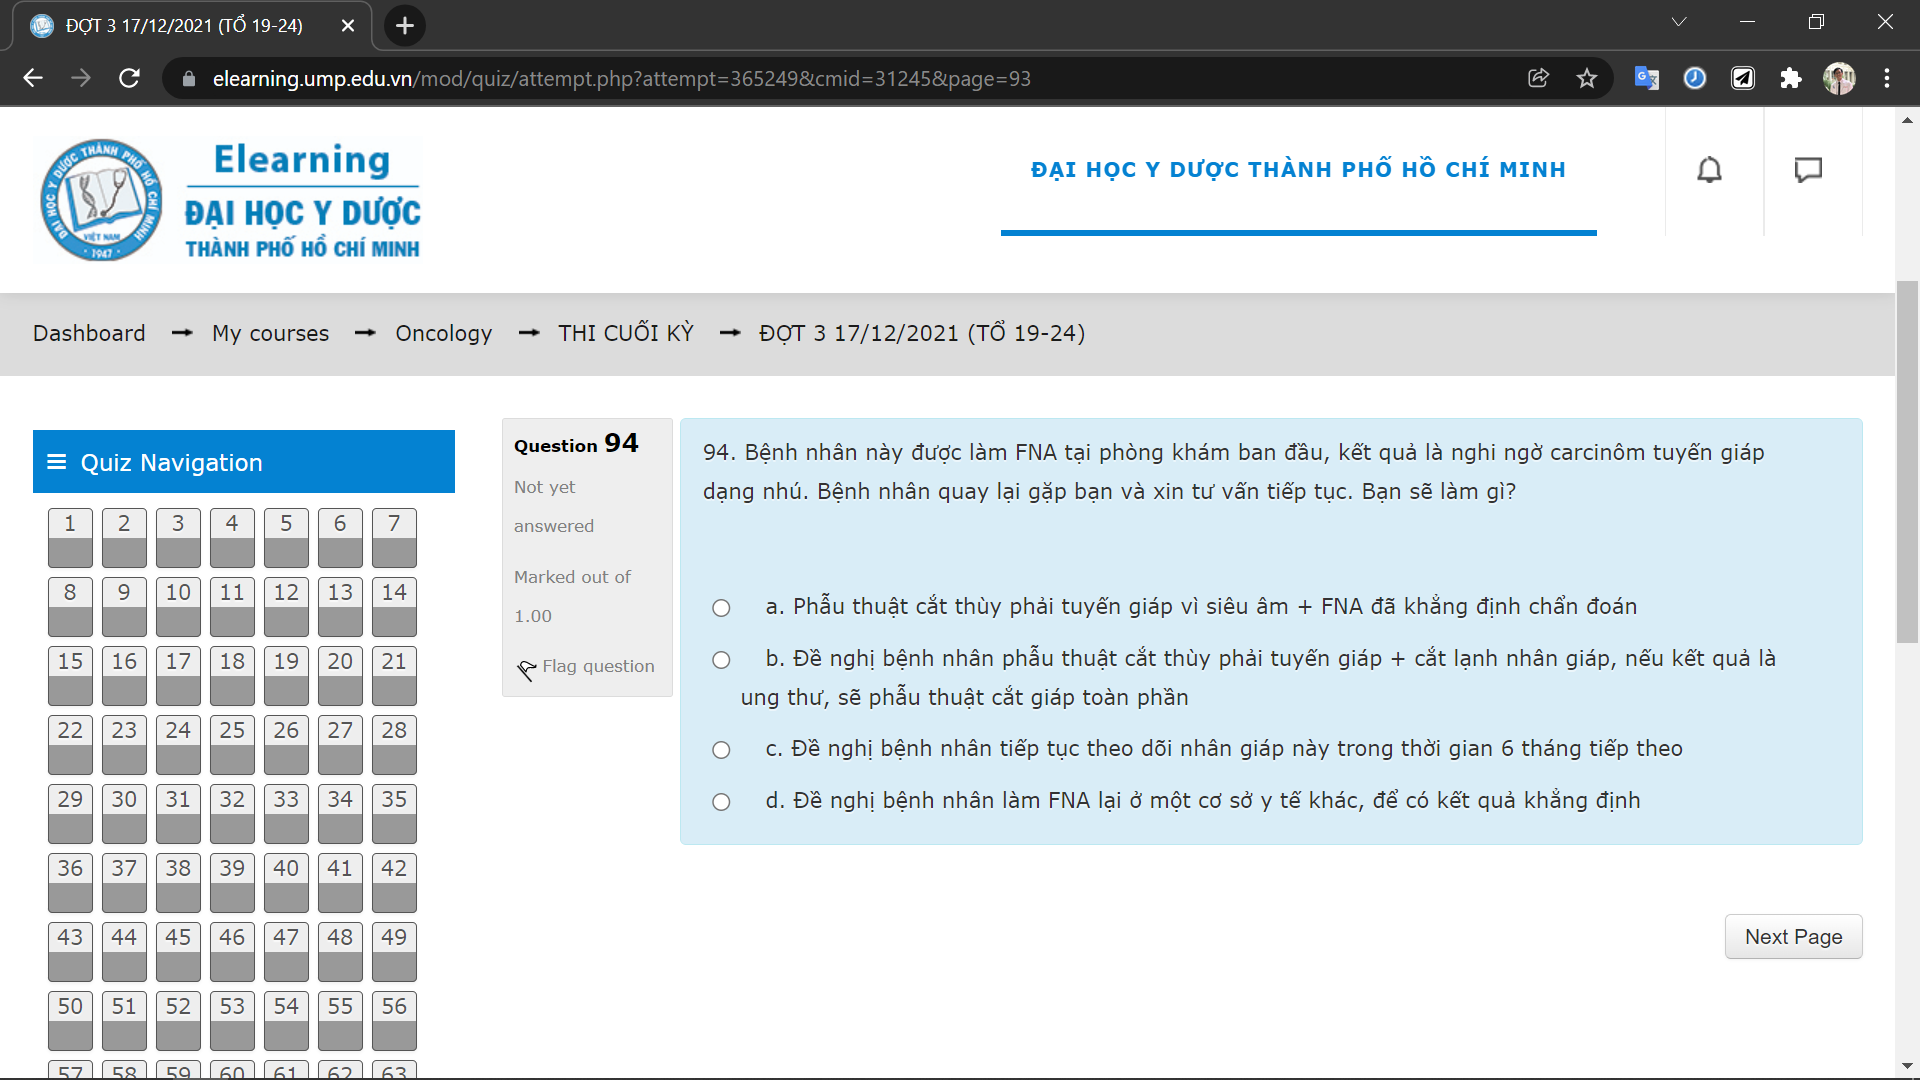 ĐỢT 3 17/12/2021 (TỔ 19-24)
elearning.ump.edu.vn/mod/quiz/attempt.php?attempt=365249&cmid=31245&page=93
ĐẠI HỌC Y DƯỢC THÀNH PHỐ HỒ CHÍ MINH
VIỆT NAM
1947
Elearning
ĐẠI HỌC Y DƯỢC
THÀNH PHỐ HỒ CHÍ MINH
ĐẠI HỌC Y DƯỢC THÀNH PHỐ HỒ CHÍ MINH
Dashboard → My courses → Oncology → THI CUỐI KỲ → ĐỢT 3 17/12/2021 (TỔ 19-24)
Quiz Navigation
1 2 3 4 5 6 7
8 9 10 11 12 13 14
15 16 17 18 19 20 21
22 23 24 25 26 27 28
29 30 31 32 33 34 35
36 37 38 39 40 41 42
43 44 45 46 47 48 49
50 51 52 53 54 55 56
57 58 59 60 61 62 63
Question 94
Not yet
answered
Marked out of
1.00
Flag question
94. Bệnh nhân này được làm FNA tại phòng khám ban đầu, kết quả là nghi ngờ carcinôm tuyến giáp
dạng nhú. Bệnh nhân quay lại gặp bạn và xin tư vấn tiếp tục. Bạn sẽ làm gì?
a. Phẫu thuật cắt thùy phải tuyến giáp vì siêu âm + FNA đã khẳng định chẩn đoán
b. Đề nghị bệnh nhân phẫu thuật cắt thùy phải tuyến giáp + cắt lạnh nhân giáp, nếu kết quả là
ung thư, sẽ phẫu thuật cắt giáp toàn phần
c. Đề nghị bệnh nhân tiếp tục theo dõi nhân giáp này trong thời gian 6 tháng tiếp theo
d. Đề nghị bệnh nhân làm FNA lại ở một cơ sở y tế khác, để có kết quả khẳng định
Next Page